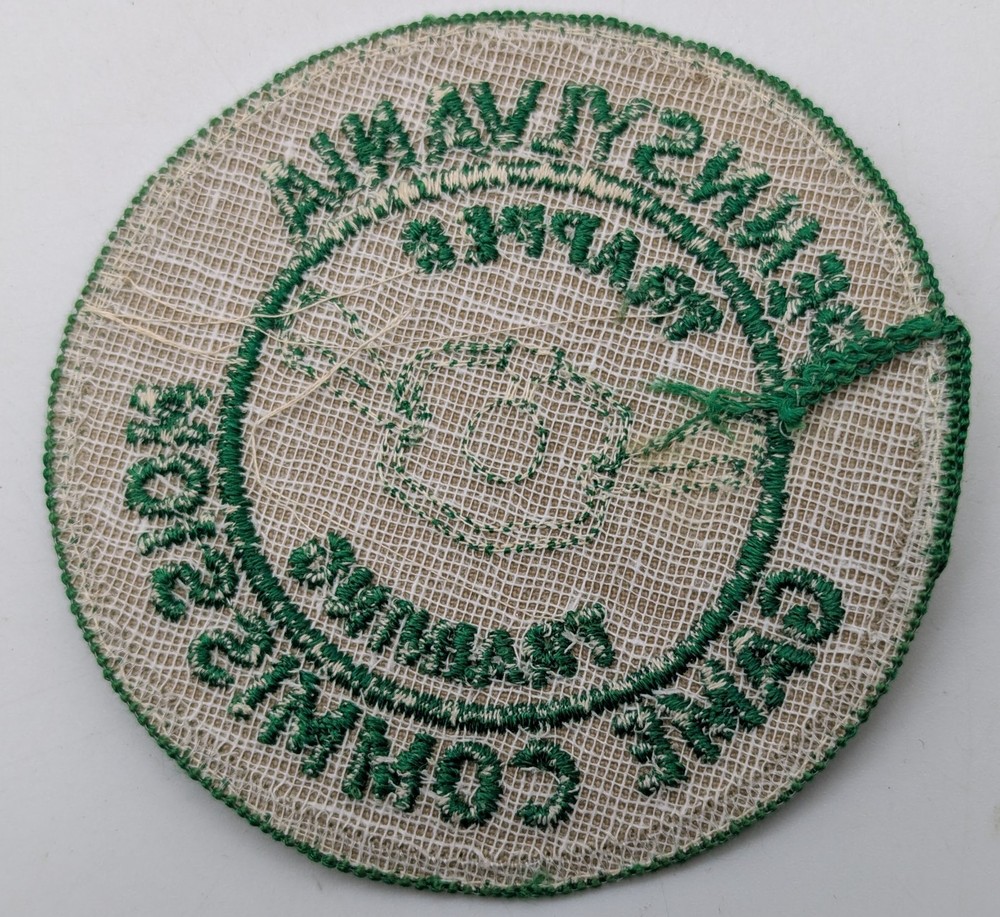 PENNSYLVANIA
TRAPPER
TRAINING
GAME COMMISSION